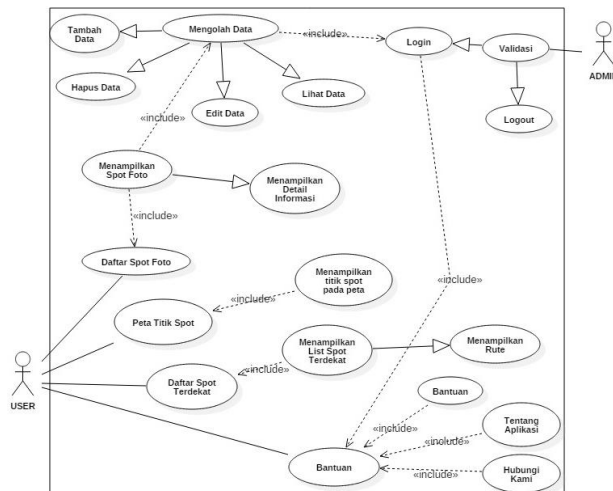 Tambah
Data
Mengolah Data
«include»
Login
Validasi
ADMIN
Hapus Data
Lihat Data
Edit Data
«include»
Logout
Menampilkan
Spot Foto
Menampilkan
Detail
Informasi
«include»
Daftar Spot Foto
Menampilkan
titik spot
pada peta
«include»
«include»
Peta Titik Spot
Menampilkan
List Spot
Terdekat
Menampilkan
Rute
«include»
Daftar Spot
Terdekat
USER
Bantuan
«include»
Tentang
Aplikasi
«include»
Bantuan
«include»
Hubungi
Kami